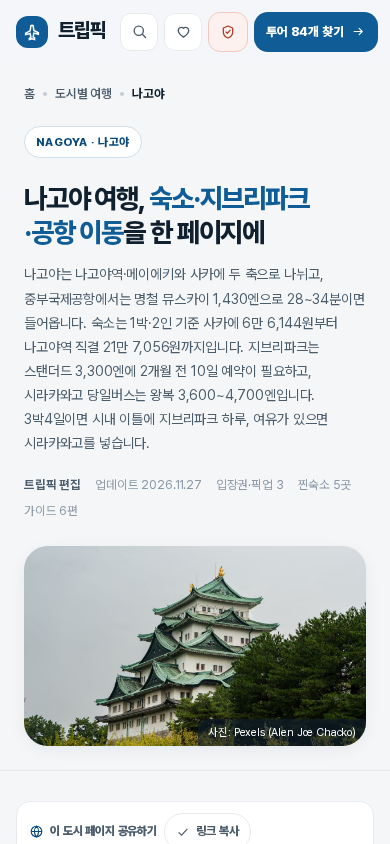 트립픽
투어 84개 찾기 →
홈 • 도시별 여행 • 나고야
NAGOYA · 나고야
나고야 여행, 숙소·지브리파크
·공항 이동을 한 페이지에
나고야는 나고야역·메이에키와 사카에 두 축으로 나뉘고,
중부국제공항에서는 명철 뮤스카이 1,430엔으로 28~34분이면
들어옵니다. 숙소는 1박·2인 기준 사카에 6만 6,144원부터
나고야역 직결 21만 7,056원까지입니다. 지브리파크는
스탠더드 3,300엔에 2개월 전 10일 예약이 필요하고,
시라카와고 당일버스는 왕복 3,600~4,700엔입니다.
3박4일이면 시내 이틀에 지브리파크 하루, 여유가 있으면
시라카와고를 넣습니다.
트립픽 편집 업데이트 2026.11.27 입장권·픽업 3 찐숙소 5곳
가이드 6편
사진: Pexels (Alen Joe Chacko)
이 도시 페이지 공유하기 링크 복사